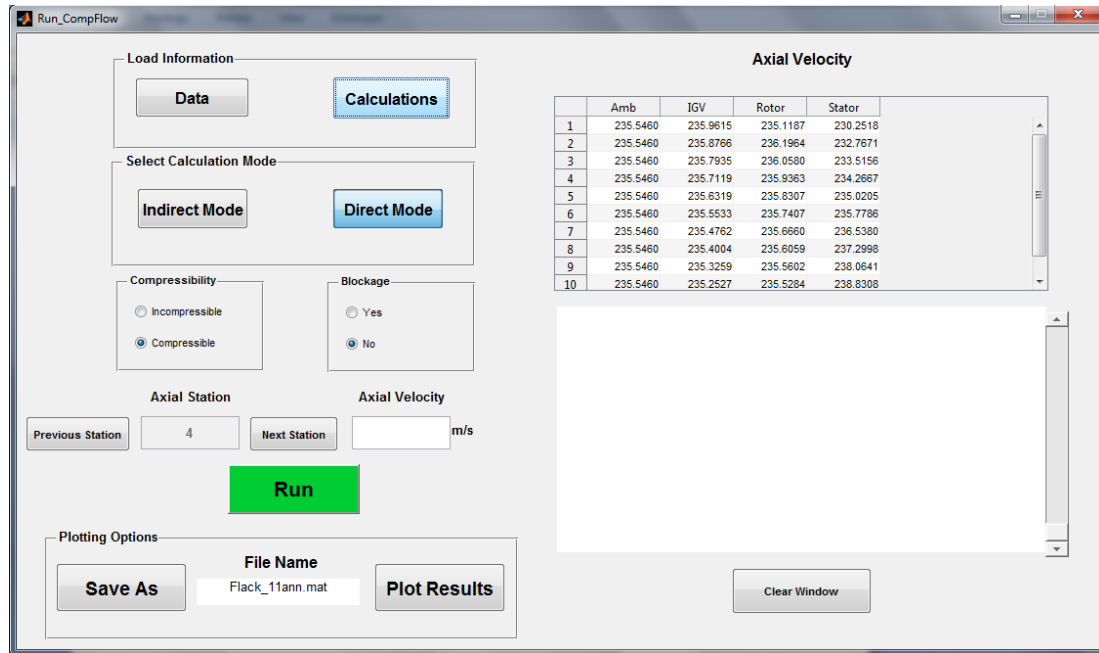 Run_CompFlow
Load Information
Data
Calculations
Select Calculation Mode
Indirect Mode
Direct Mode
Compressibility
Incompressible
Compressible
Blockage
Yes
No
Axial Station
Axial Velocity
Previous Station
4
Next Station
m/s
Run
Plotting Options
File Name
Save As
Flack_11ann.mat
Plot Results
Axial Velocity
Amb IGV Rotor Stator
1 235.5460 235.9615 235.1187 230.2518
2 235.5460 235.8766 236.1964 232.7671
3 235.5460 235.7935 236.0580 233.5156
4 235.5460 235.7119 235.9363 234.2667
5 235.5460 235.6319 235.8307 235.0205
6 235.5460 235.5533 235.7407 235.7786
7 235.5460 235.4762 235.6660 236.5380
8 235.5460 235.4004 235.6059 237.2998
9 235.5460 235.3259 235.5602 238.0641
10 235.5460 235.2527 235.5284 238.8308
Clear Window